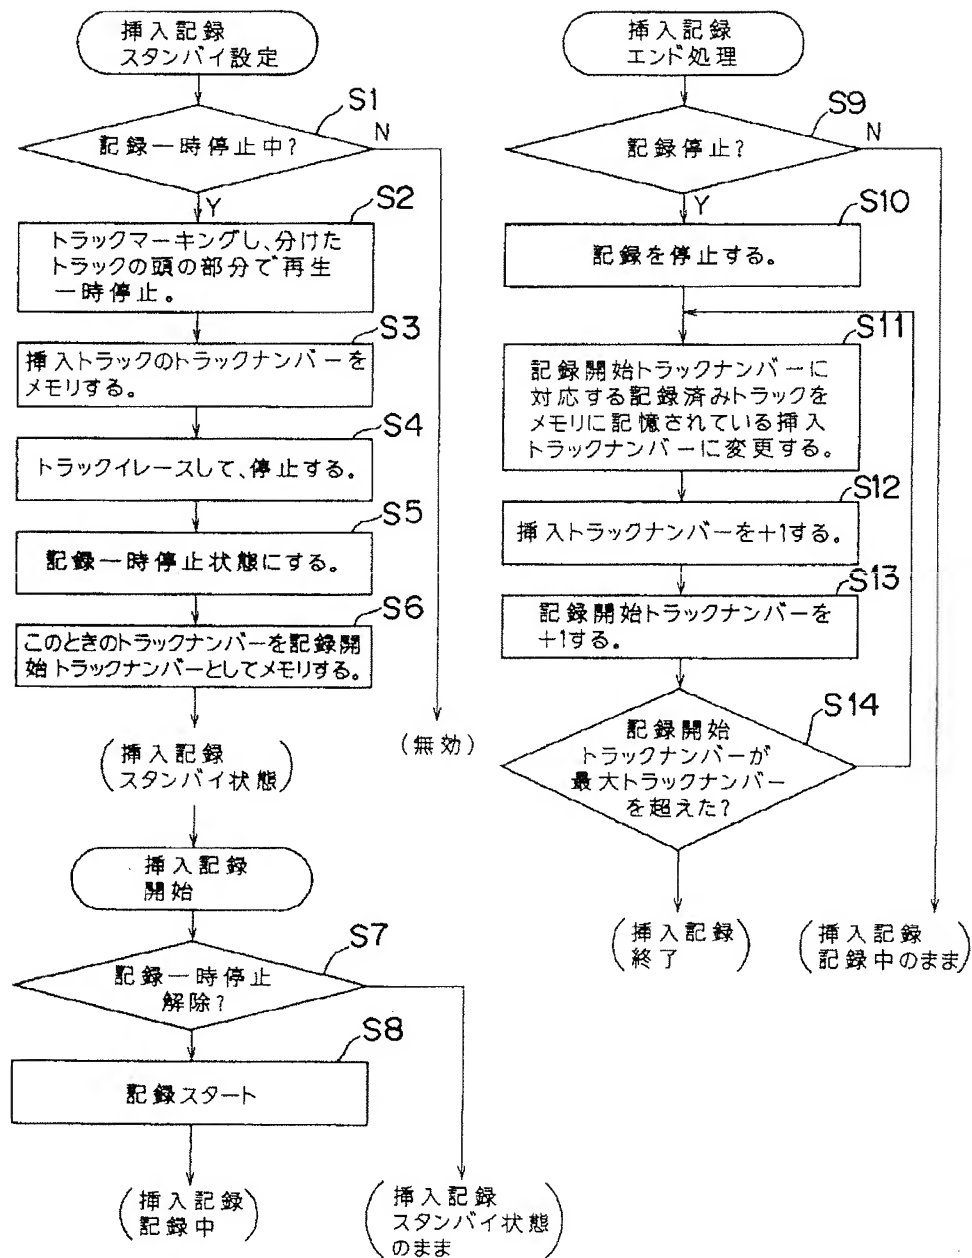 挿入記録
スタンバイ設定
S1
記録一時停止中?
N
Y
S2
トラックマーキングし、分けた
トラックの頭の部分で再生
一時停止。
S3
挿入トラックのトラックナンバーを
メモリする。
S4
トラックイレースして、停止する。
S5
記録一時停止状態にする。
S6
このときのトラックナンバーを記録開
始トラックナンバーとしてメモリする。
(挿入記録
スタンバイ状態)
(無効)
挿入記録
開始
S7
記録一時停止
解除?
S8
記録スタート
(挿入記録
記録中)
(挿入記録
スタンバイ状態
のまま)
挿入記録
エンド処理
S9
記録停止?
N
Y
S10
記録を停止する。
S11
記録開始トラックナンバーに
対応する記録済みトラックを
メモリに記憶されている挿入
トラックナンバーに変更する。
S12
挿入トラックナンバーを+1する。
S13
記録開始トラックナンバーを
+1する。
S14
記録開始
トラックナンバーが
最大トラックナンバー
を超えた?
(挿入記録
終了)
(挿入記録
記録中のまま)